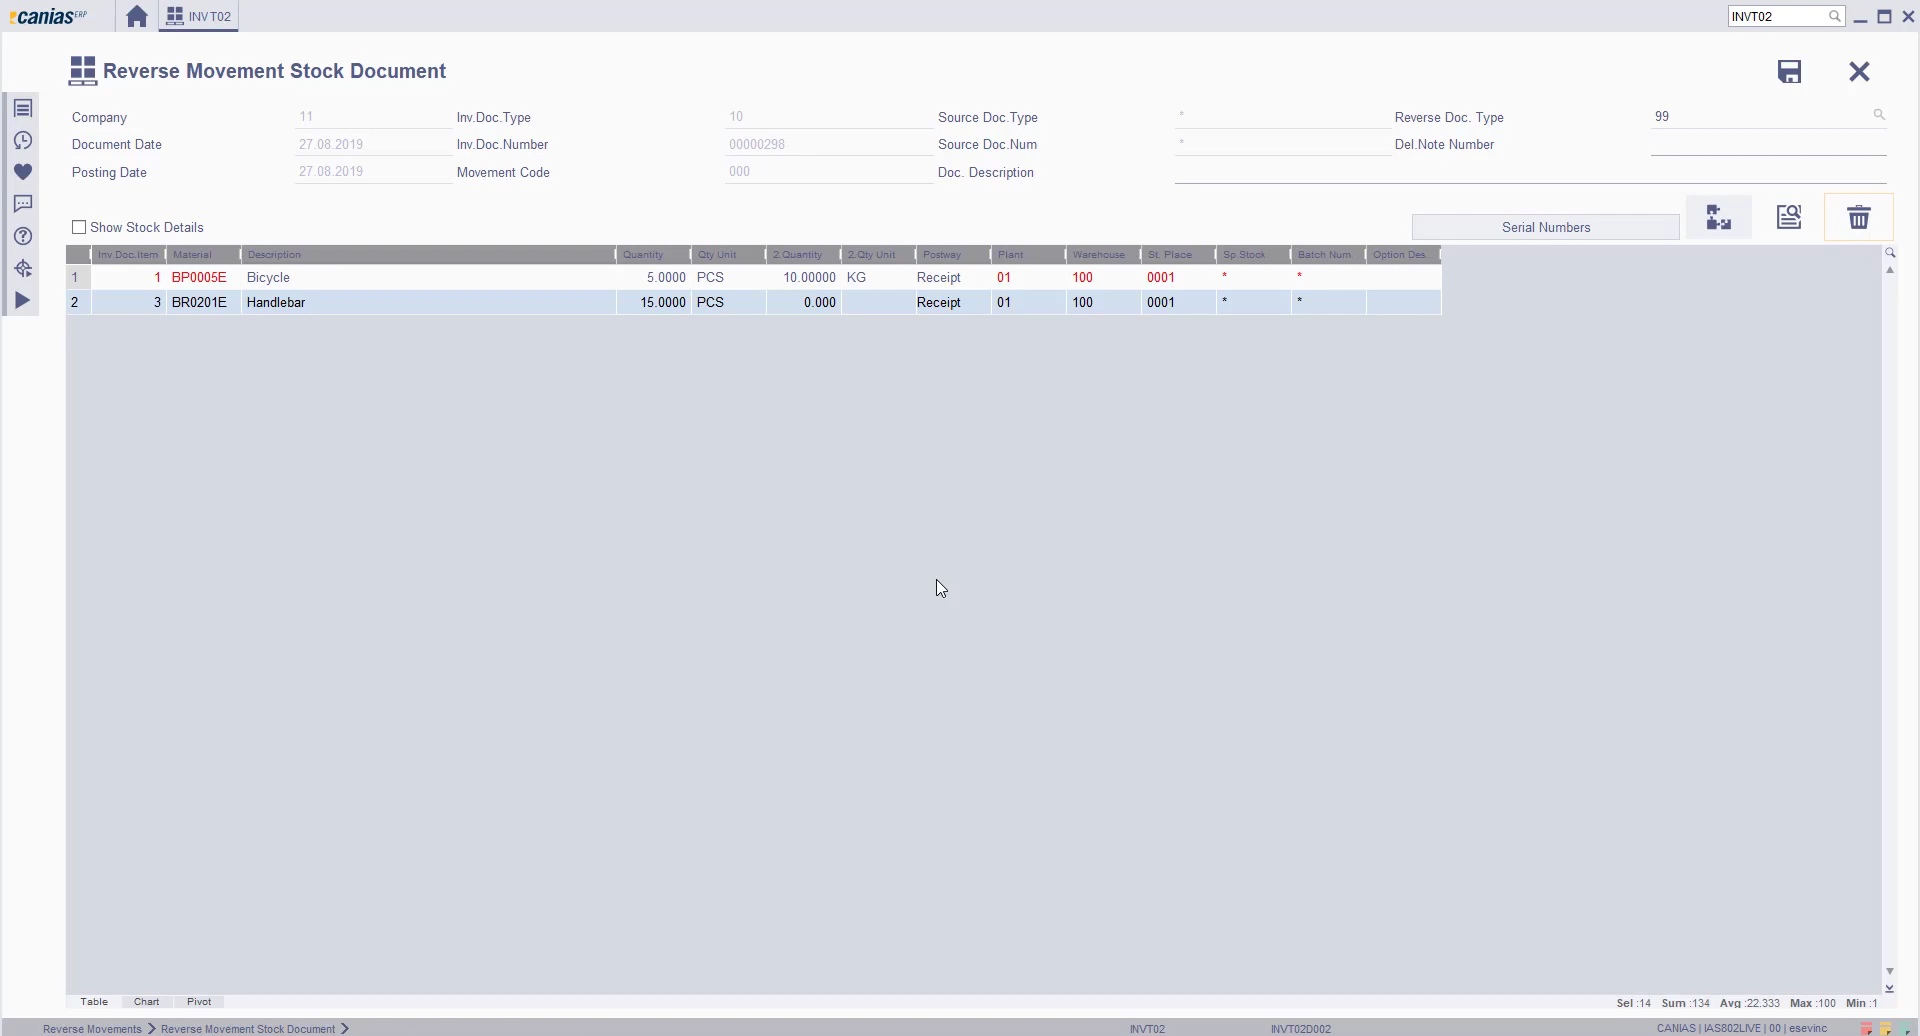 canias ERP INVT02 INVT02
Reverse Movement Stock Document
Company 11 Inv.Doc.Type 10 Source Doc.Type * Reverse Doc. Type 99
Document Date 27.08.2019 Inv.Doc.Number 00000298 Source Doc.Num * Del.Note Number
Posting Date 27.08.2019 Movement Code 000 Doc. Description
Show Stock Details Serial Numbers
Inv.Doc.Item Material Description Quantity Qty Unit 2.Quantity 2.Qty Unit Postway Plant Warehouse St. Place Sp.Stock Batch Num. Option Des...
1 1 BP0005E Bicycle 5.0000 PCS 10.00000 KG Receipt 01 100 0001 * *
2 3 BR0201E Handlebar 15.0000 PCS 0.000 Receipt 01 100 0001 * *
Table Chart Pivot Sel :14 Sum :134 Avg :22.333 Max :100 Min :1
Reverse Movements Reverse Movement Stock Document INVT02 INVT02D002 CANIAS | IAS802LIVE | 00 | esevinc